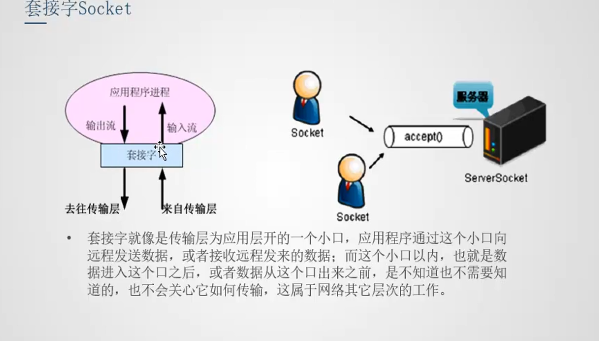 套接字Socket
应用程序进程
输出流
输入流
套接字
去往传输层
来自传输层
Socket
Socket
accept()
服务器
ServerSocket
• 套接字就像是传输层为应用层开的一个小口，应用程序通过这个小口向
远程发送数据，或者接收远程发来的数据；而这个小口以内，也就是数
据进入这个口之后，或者数据从这个口出来之前，是不知道也不需要知
道的，也不会关心它如何传输，这属于网络其它层次的工作。